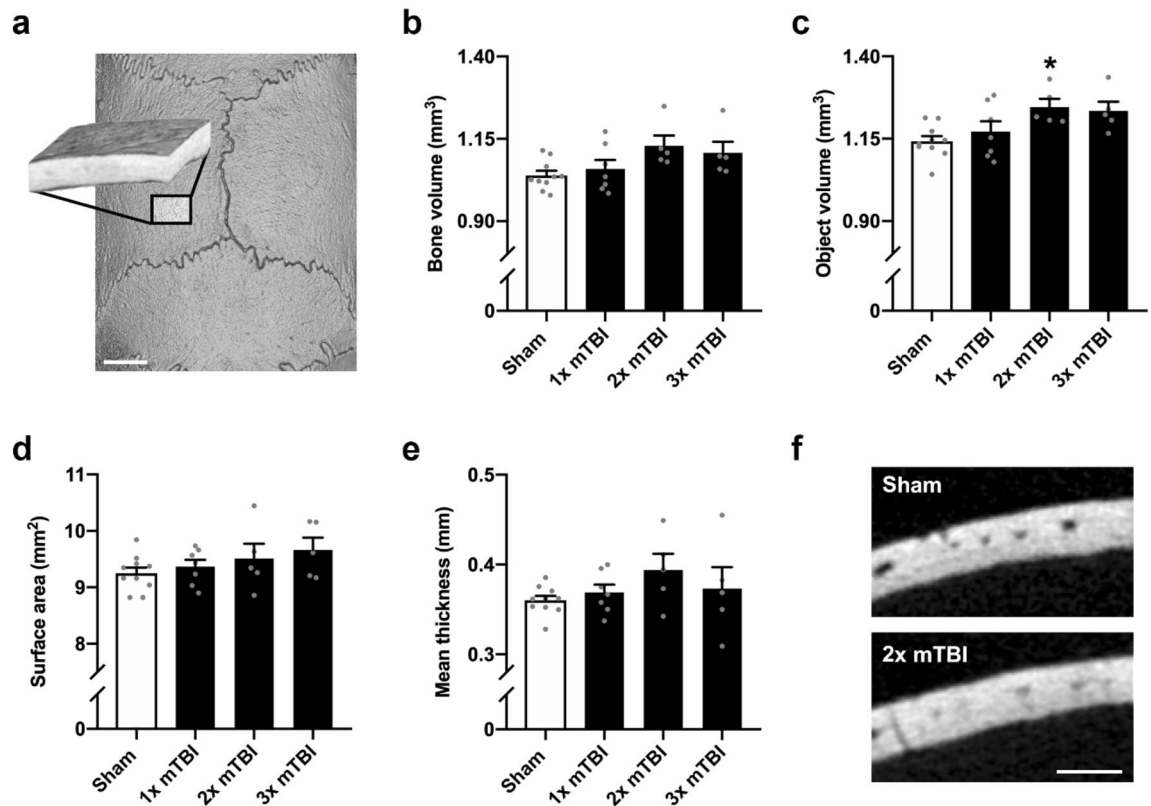 a
b
Bone volume (mm³)
1.40
1.15
0.90
0
Sham
1x mTBI
2x mTBI
3x mTBI
c
Object volume (mm³)
1.40
1.15
0.90
0
*
Sham
1x mTBI
2x mTBI
3x mTBI
d
Surface area (mm²)
11
10
9
8
0
Sham
1x mTBI
2x mTBI
3x mTBI
e
Mean thickness (mm)
0.5
0.4
0.3
0
Sham
1x mTBI
2x mTBI
3x mTBI
f
Sham
2x mTBI